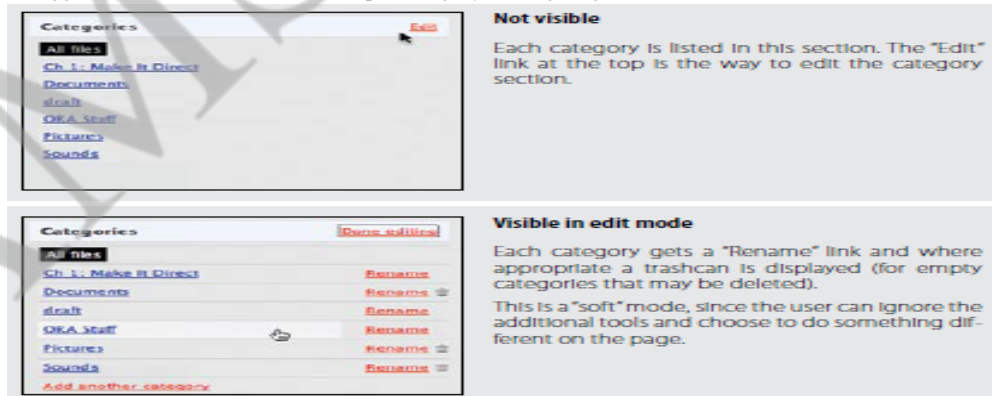 Categories Edit
All files
Ch 1: Make It Direct
Documents
draft
ORA Stuff
Pictures
Sounds
Not visible
Each category is listed in this section. The "Edit"
link at the top is the way to edit the category
section.
Categories Done editing
All files
Ch 1: Make It Direct Rename
Documents Rename
draft Rename
ORA Stuff Rename
Pictures Rename
Sounds Rename
Add another category
Visible in edit mode
Each category gets a "Rename" link and where
appropriate a trashcan is displayed (for empty
categories that may be deleted).
This is a "soft" mode, since the user can ignore the
additional tools and choose to do something dif-
ferent on the page.